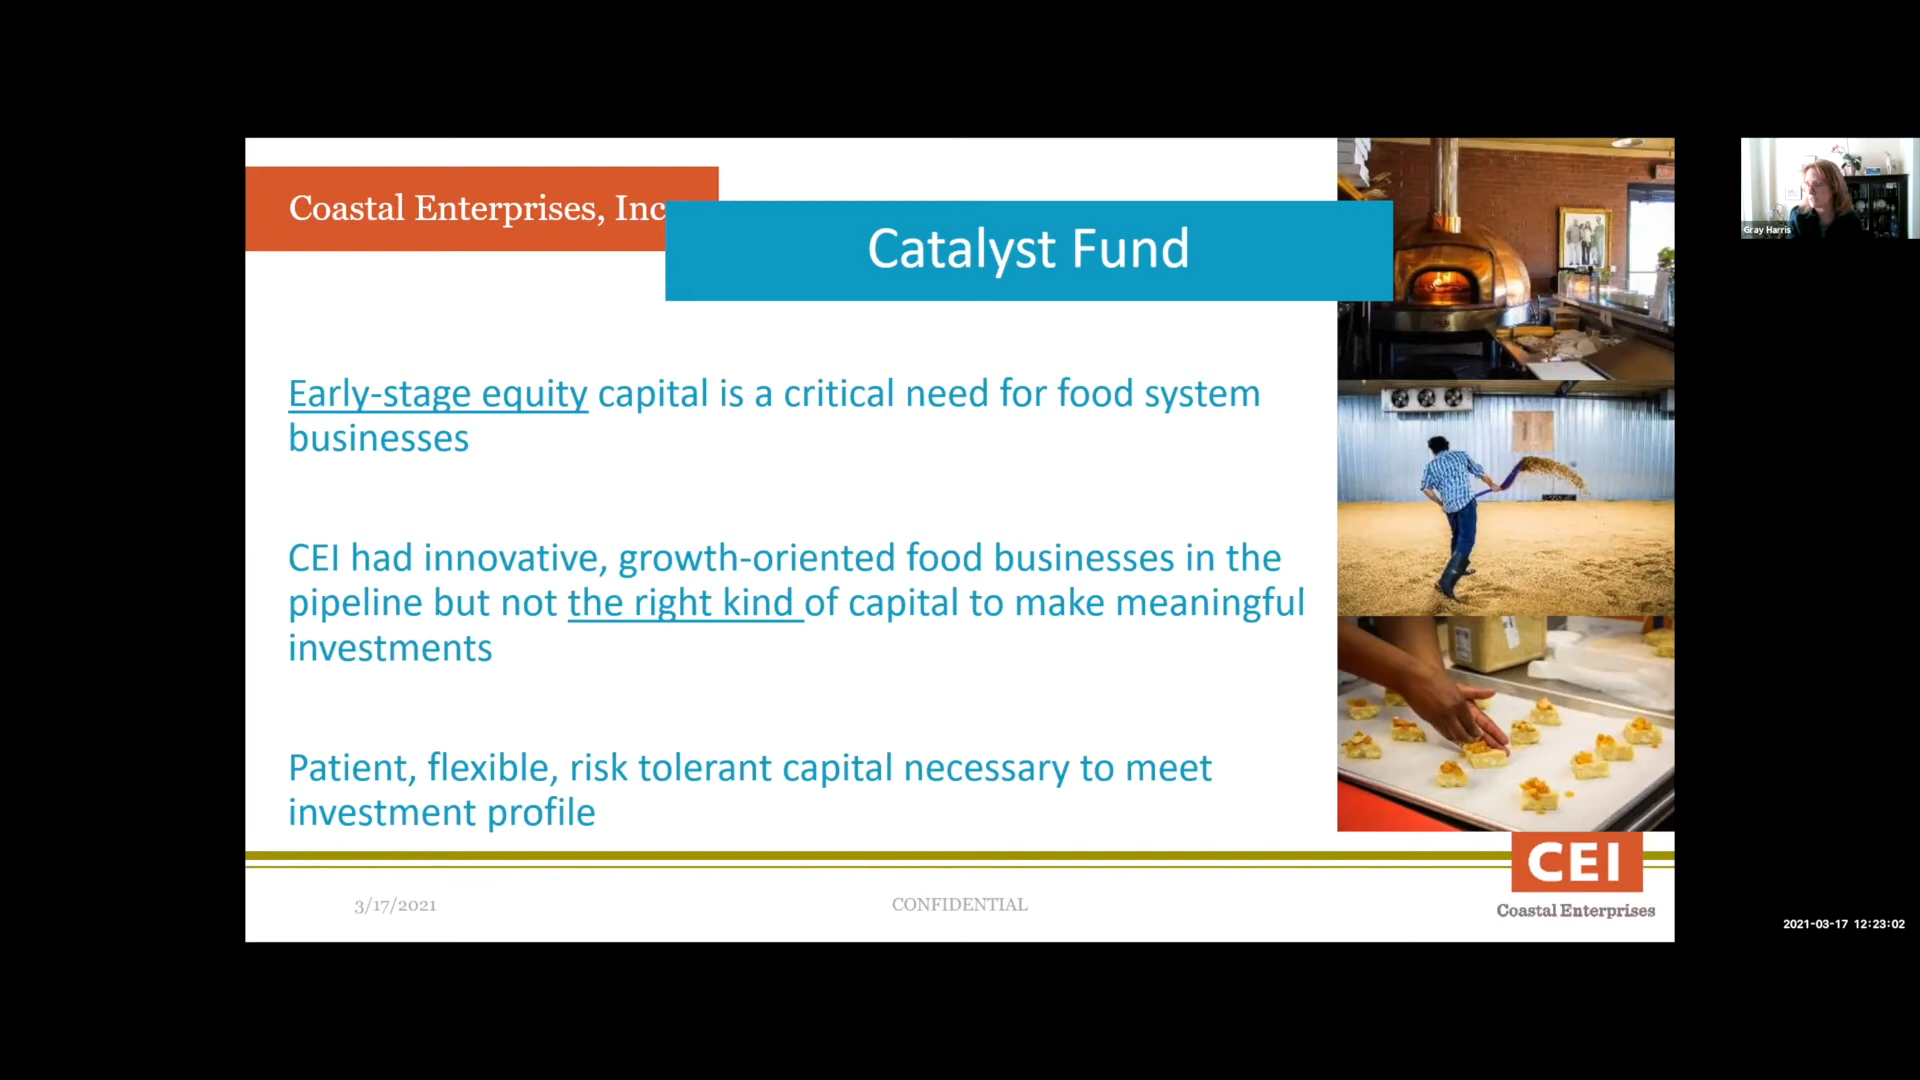 Coastal Enterprises, Inc
Catalyst Fund
Gray Harris
Early-stage equity capital is a critical need for food system
businesses
CEI had innovative, growth-oriented food businesses in the
pipeline but not the right kind of capital to make meaningful
investments
Patient, flexible, risk tolerant capital necessary to meet
investment profile
CEI
3/17/2021
CONFIDENTIAL
Coastal Enterprises
2021-03-17 12:23:02